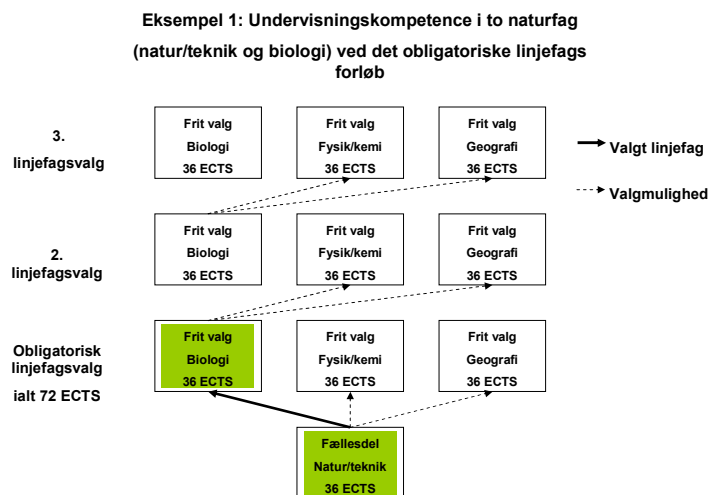 Eksempel 1: Undervisningskompetence i to naturfag
(natur/teknik og biologi) ved det obligatoriske linjefags
forløb
3.
linjefagsvalg
Frit valg
Biologi
36 ECTS
Frit valg
Fysik/kemi
36 ECTS
Frit valg
Geografi
36 ECTS
Valgt linjefag
Valgmulighed
2.
linjefagsvalg
Frit valg
Biologi
36 ECTS
Frit valg
Fysik/kemi
36 ECTS
Frit valg
Geografi
36 ECTS
Obligatorisk
linjefagsvalg
ialt 72 ECTS
Frit valg
Biologi
36 ECTS
Frit valg
Fysik/kemi
36 ECTS
Frit valg
Geografi
36 ECTS
Fællesdel
Natur/teknik
36 ECTS